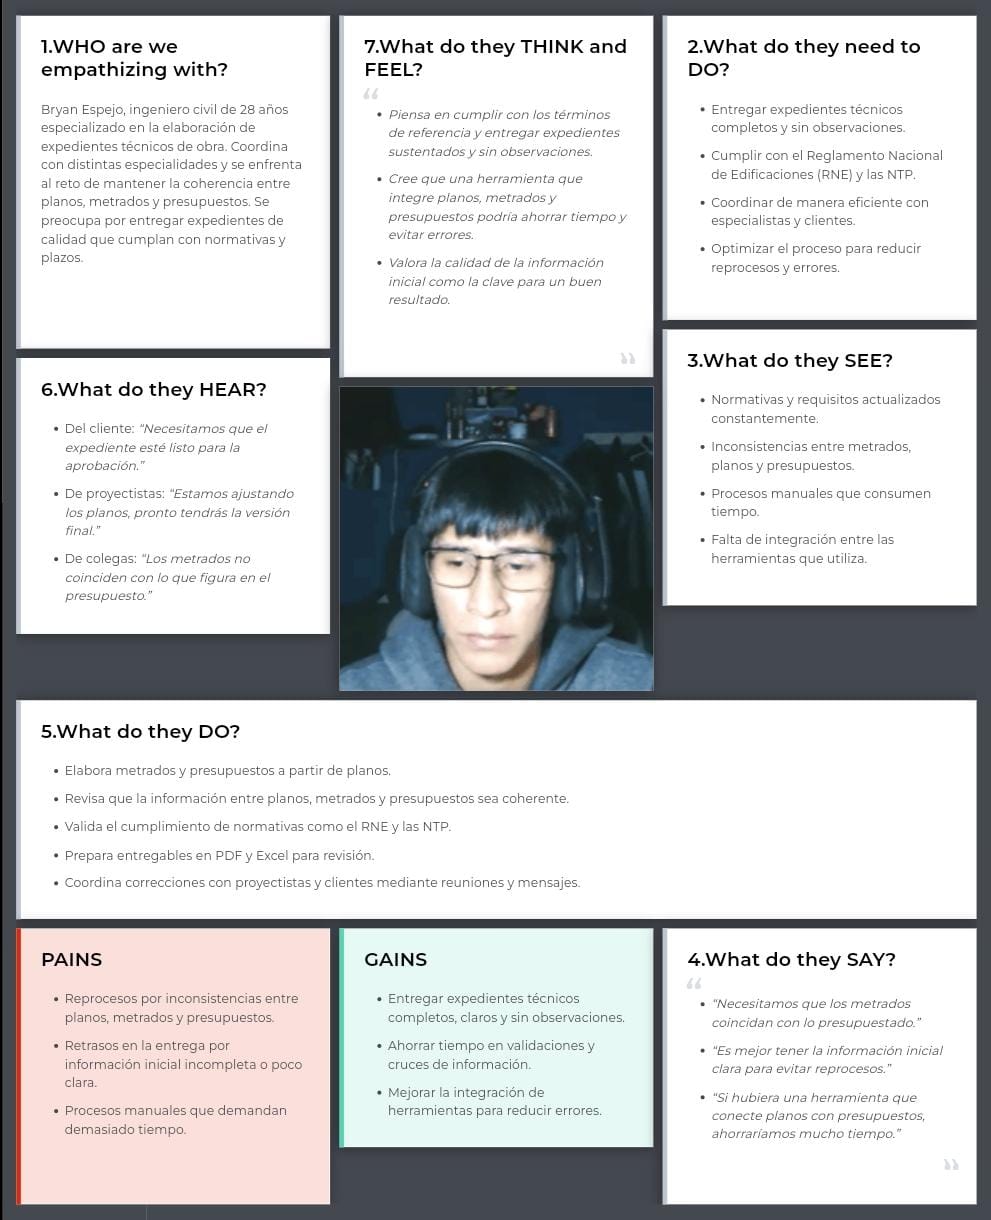 1.WHO are we
empathizing with?
Bryan Espejo, ingeniero civil de 28 años
especializado en la elaboración de
expedientes técnicos de obra. Coordina
con distintas especialidades y se enfrenta
al reto de mantener la coherencia entre
planos, metrados y presupuestos. Se
preocupa por entregar expedientes de
calidad que cumplan con normativas y
plazos.
7.What do they THINK and
FEEL?
“
• Piensa en cumplir con los términos
de referencia y entregar expedientes
sustentados y sin observaciones.
• Cree que una herramienta que
integre planos, metrados y
presupuestos podría ahorrar tiempo y
evitar errores.
• Valora la calidad de la información
inicial como la clave para un buen
resultado.
”
2.What do they need to
DO?
• Entregar expedientes técnicos
completos y sin observaciones.
• Cumplir con el Reglamento Nacional
de Edificaciones (RNE) y las NTP.
• Coordinar de manera eficiente con
especialistas y clientes.
• Optimizar el proceso para reducir
reprocesos y errores.
6.What do they HEAR?
• Del cliente: “Necesitamos que el
expediente esté listo para la
aprobación.”
• De proyectistas: “Estamos ajustando
los planos, pronto tendrás la versión
final.”
• De colegas: “Los metrados no
coinciden con lo que figura en el
presupuesto.”
3.What do they SEE?
• Normativas y requisitos actualizados
constantemente.
• Inconsistencias entre metrados,
planos y presupuestos.
• Procesos manuales que consumen
tiempo.
• Falta de integración entre las
herramientas que utiliza.
5.What do they DO?
• Elabora metrados y presupuestos a partir de planos.
• Revisa que la información entre planos, metrados y presupuestos sea coherente.
• Valida el cumplimiento de normativas como el RNE y las NTP.
• Prepara entregables en PDF y Excel para revisión.
• Coordina correcciones con proyectistas y clientes mediante reuniones y mensajes.
PAINS
• Reprocesos por inconsistencias entre
planos, metrados y presupuestos.
• Retrasos en la entrega por
información inicial incompleta o poco
clara.
• Procesos manuales que demandan
demasiado tiempo.
GAINS
• Entregar expedientes técnicos
completos, claros y sin observaciones.
• Ahorrar tiempo en validaciones y
cruces de información.
• Mejorar la integración de
herramientas para reducir errores.
4.What do they SAY?
“
• “Necesitamos que los metrados
coincidan con lo presupuestado.”
• “Es mejor tener la información inicial
clara para evitar reprocesos.”
• “Si hubiera una herramienta que
conecte planos con presupuestos,
ahorraríamos mucho tiempo.”
”